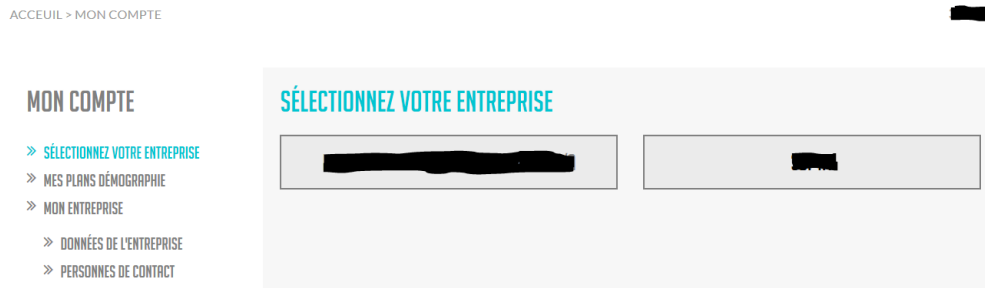 ACCEUIL > MON COMPTE
MON COMPTE
SÉLECTIONNEZ VOTRE ENTREPRISE
» SÉLECTIONNEZ VOTRE ENTREPRISE
» MES PLANS DÉMOGRAPHIE
» MON ENTREPRISE
» DONNÉES DE L'ENTREPRISE
» PERSONNES DE CONTACT